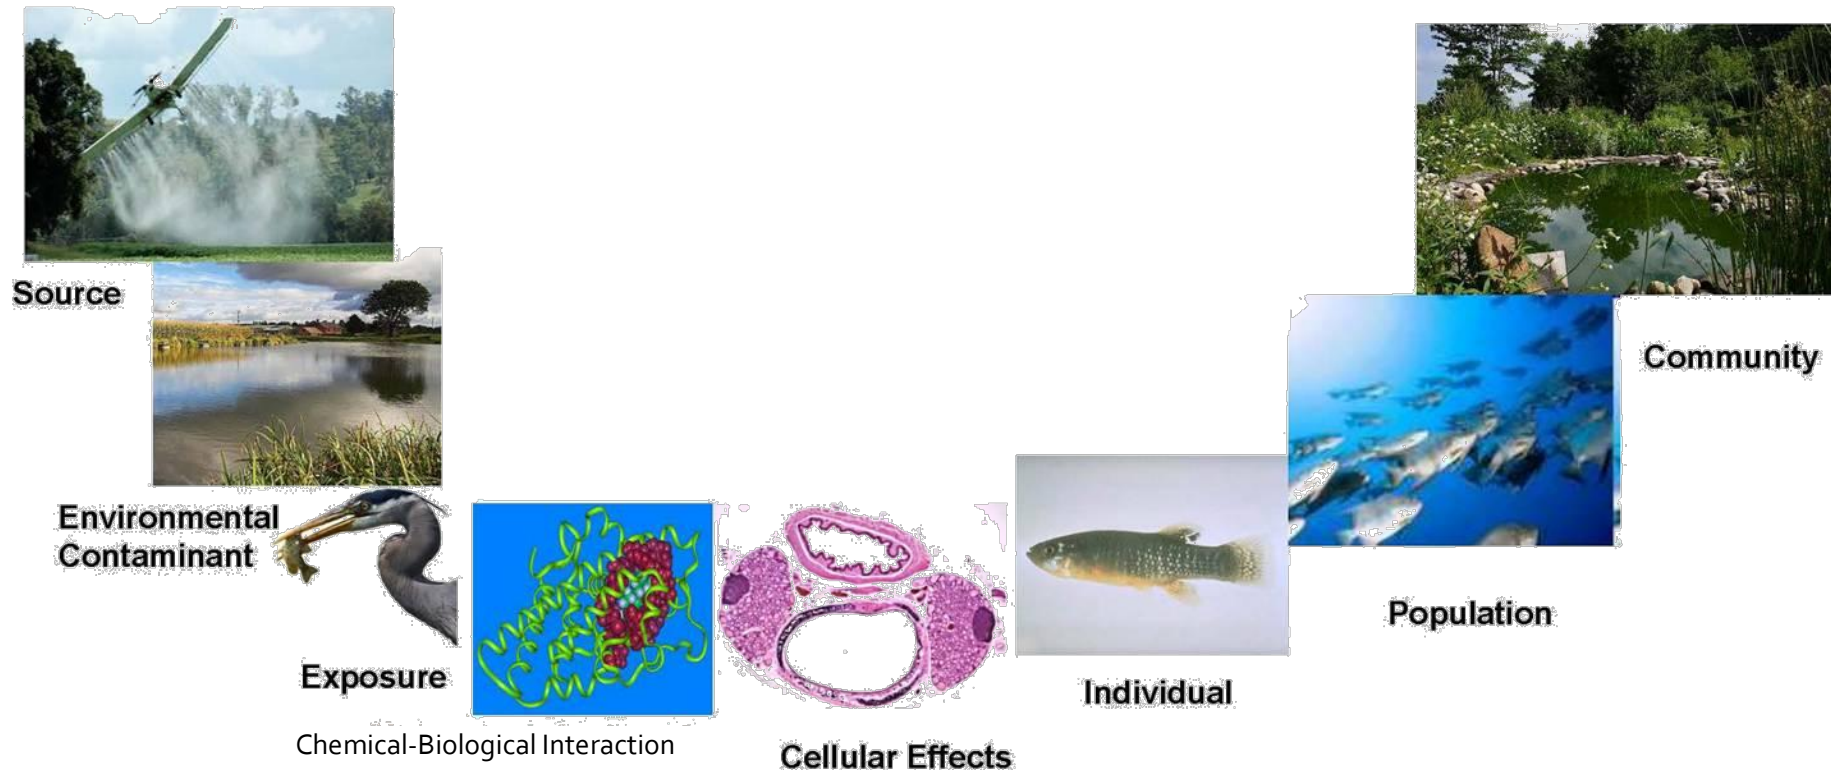 Source
Environmental
Contaminant
Exposure
Chemical-Biological Interaction
Cellular Effects
Individual
Population
Community